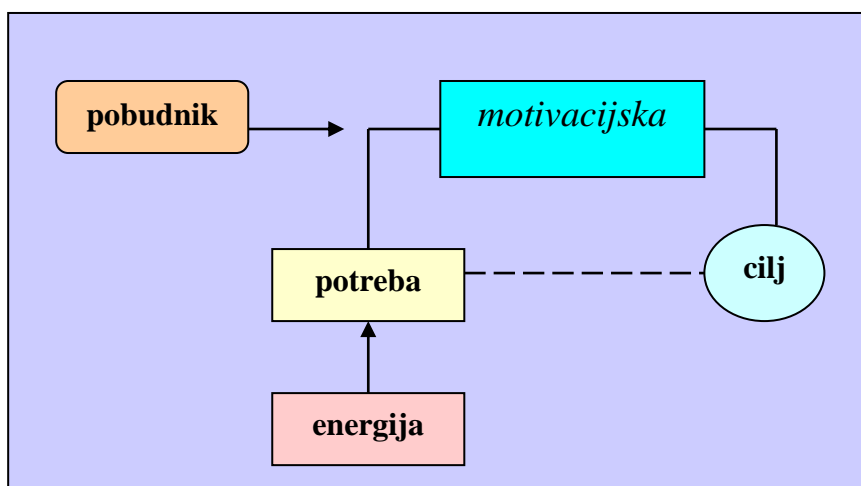 pobudnik
motivacijska
potreba
cilj
energija